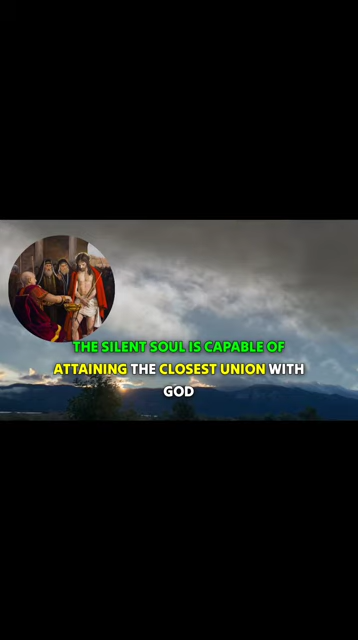 THE SILENT SOUL IS CAPABLE OF
ATTAINING THE CLOSEST UNION WITH
GOD